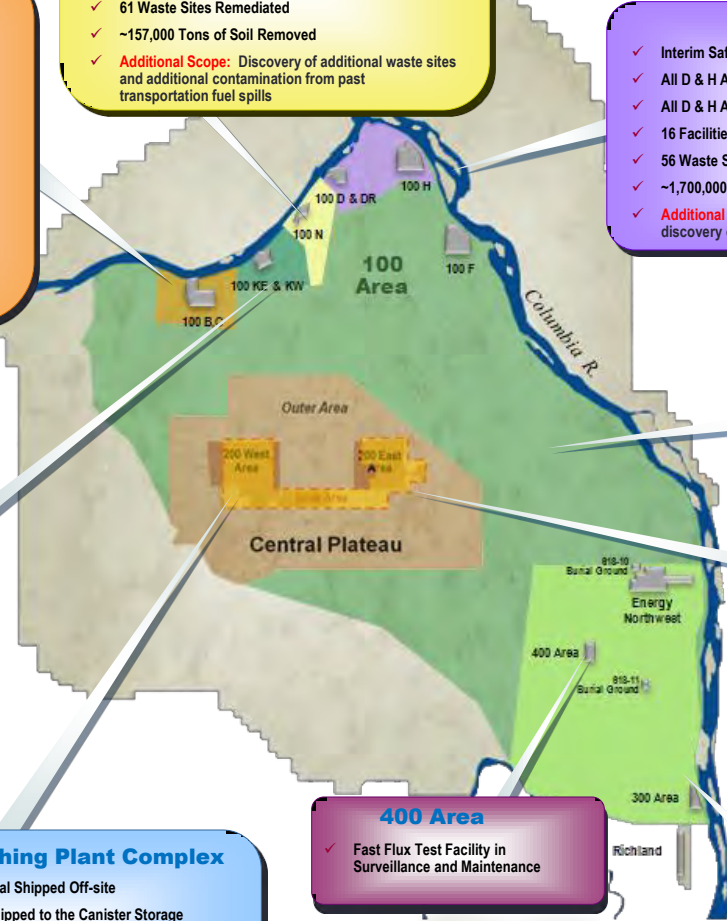 ✓ 61 Waste Sites Remediated
✓ ~157,000 Tons of Soil Removed
✓ Additional Scope: Discovery of additional waste sites
and additional contamination from past
transportation fuel spills
✓ Interim Saf
✓ All D & H A
✓ All D & H A
✓ 16 Facilitie
✓ 56 Waste S
✓ ~1,700,000
✓ Additional
discovery
100 D & DR
100 H
100 N
100 F
100 KE & KW
100 B,C
100
Area
Columbia R.
Outer Area
200 West
Area
200 East
Area
Central Plateau
618-10
Burial Ground
Energy
Northwest
400 Area
618-11
Burial Ground
300 Area
Richland
400 Area
✓ Fast Flux Test Facility in
Surveillance and Maintenance
hing Plant Complex
al Shipped Off-site
ipped to the Canister Storage